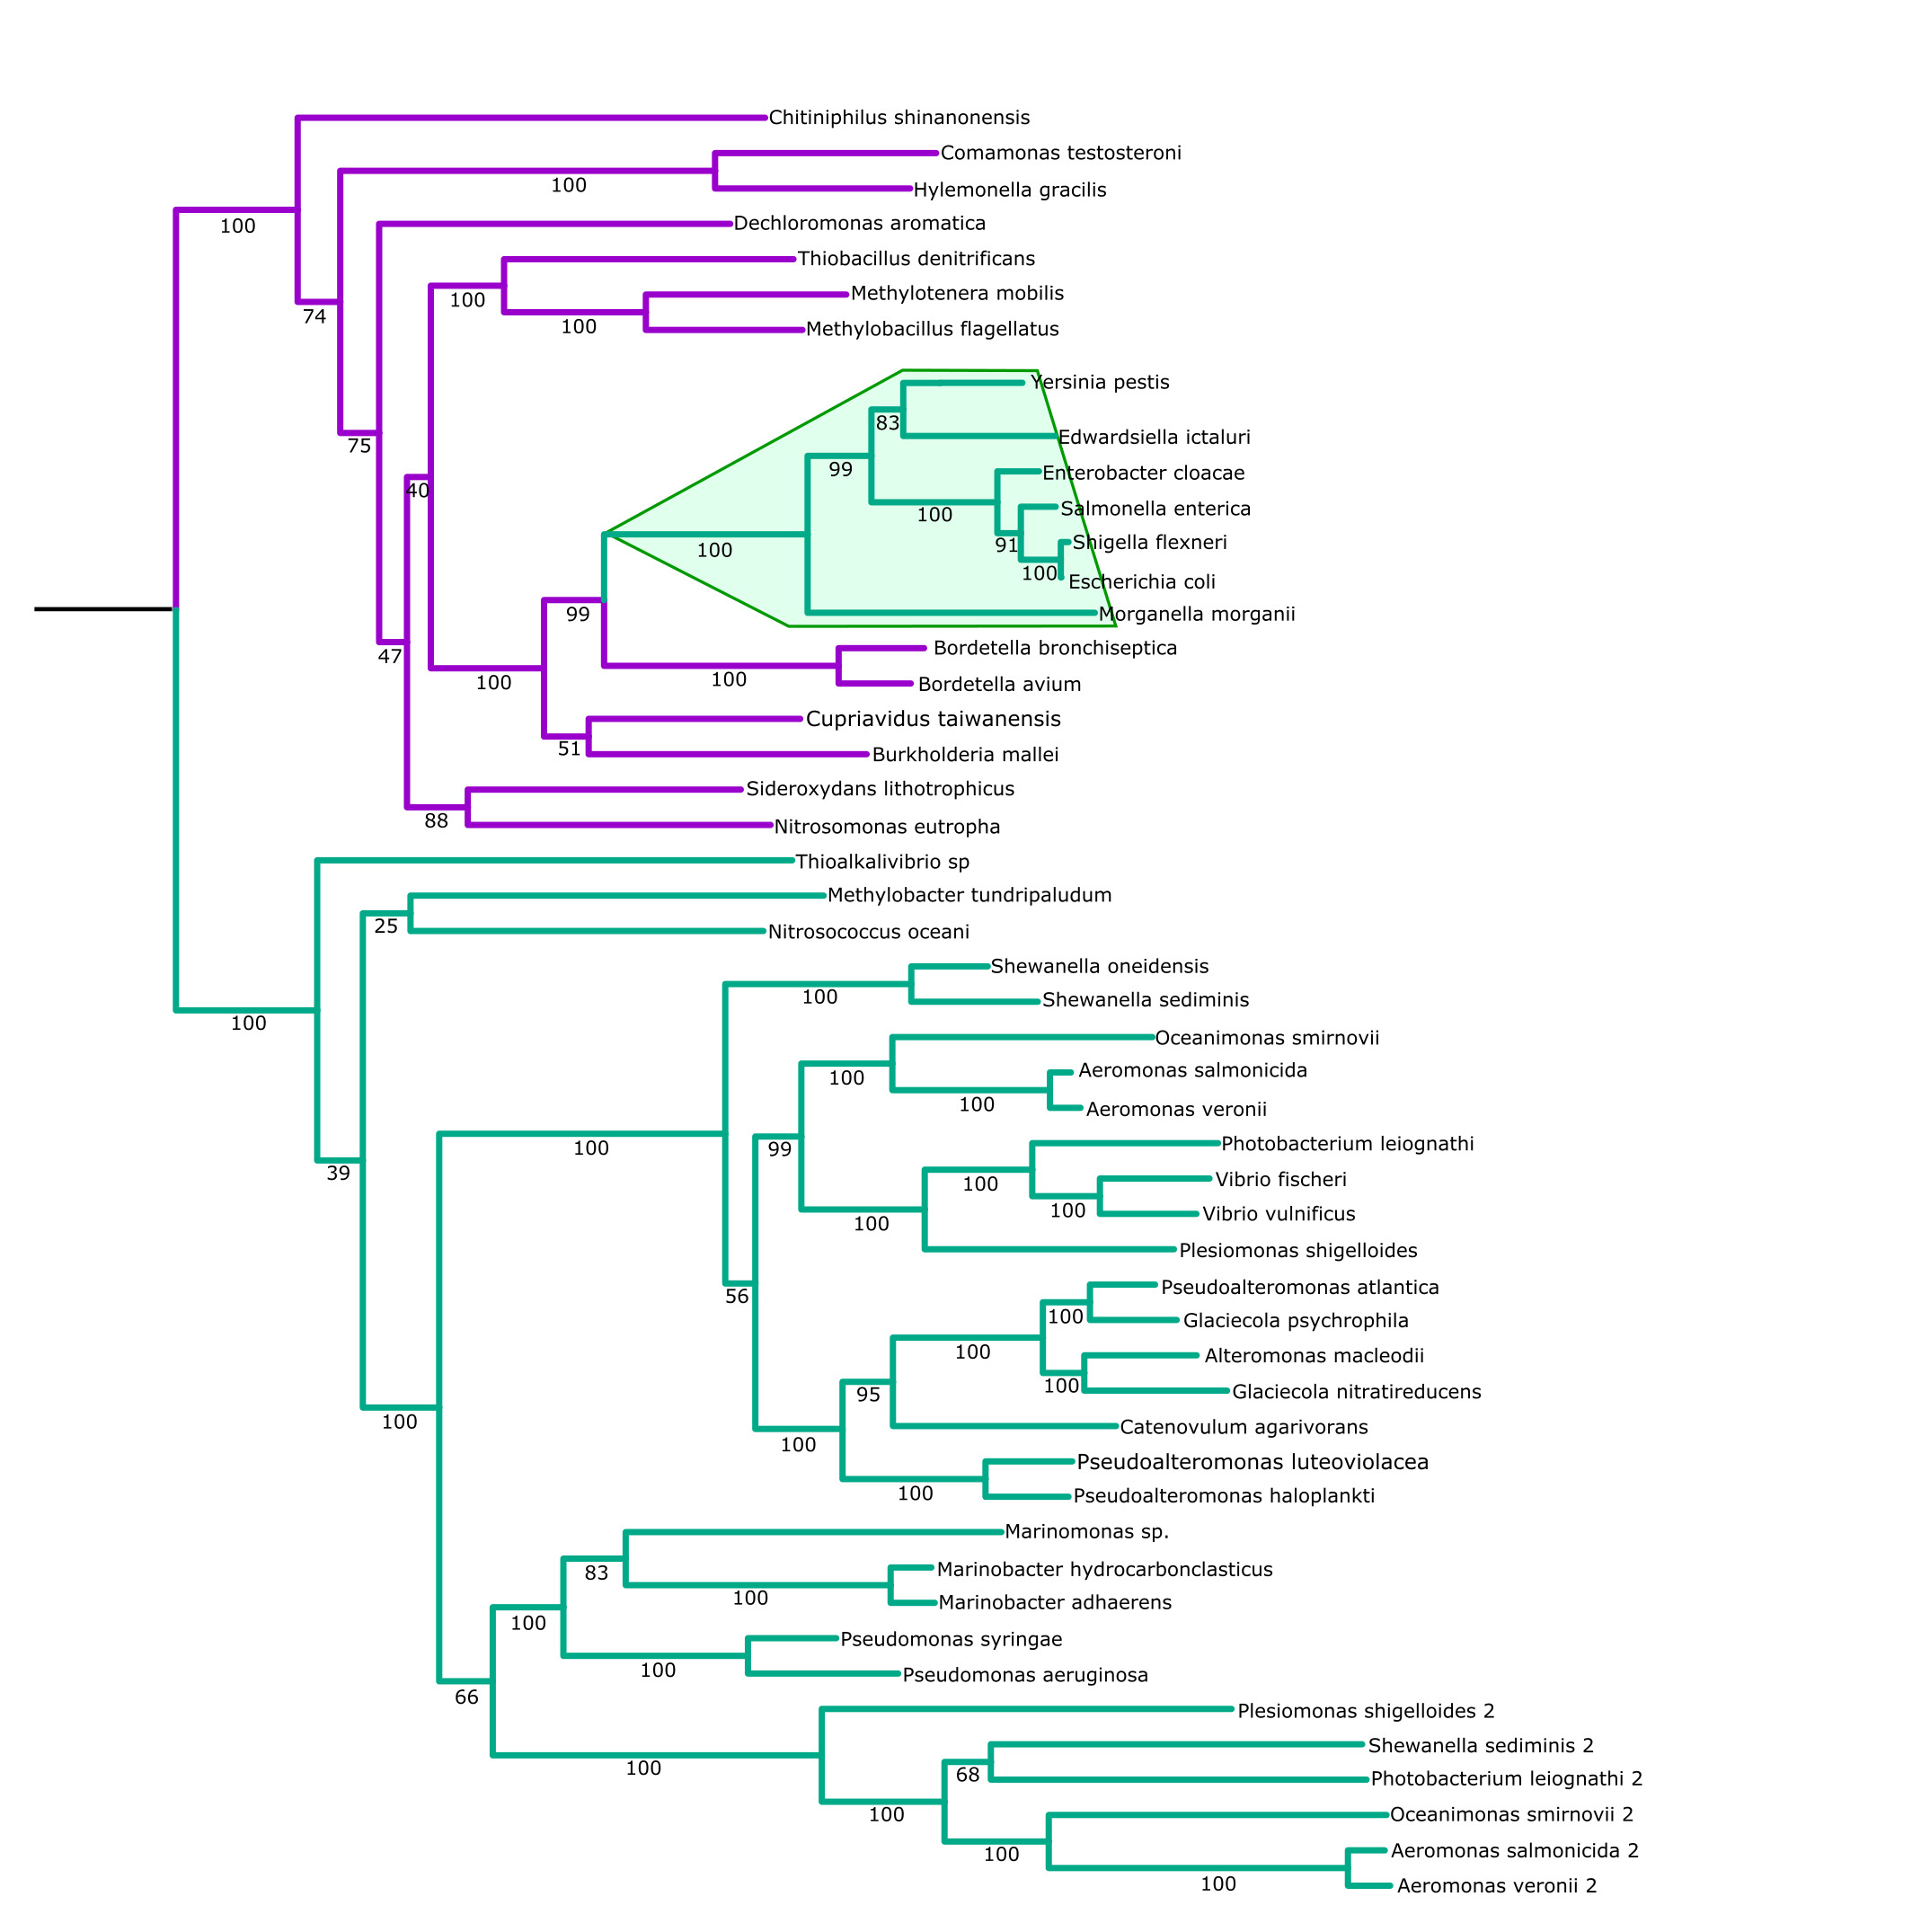 Chitiniphilus shinanonensis
Comamonas testosteroni
100
Hylemonella gracilis
100
Dechloromonas aromatica
Thiobacillus denitrificans
100
Methylotenera mobilis
74
100
Methylobacillus flagellatus
Yersinia pestis
83
75
Edwardsiella ictaluri
99
Enterobacter cloacae
40
Salmonella enterica
100
Shigella flexneri
91
100
100
Escherichia coli
99
Morganella morganii
47
Bordetella bronchiseptica
100
100
Bordetella avium
Cupriavidus taiwanensis
51
Burkholderia mallei
Sideroxydans lithotrophicus
88
Nitrosomonas eutropha
Thioalkalivibrio sp
Methylobacter tundripaludum
25
Nitrosococcus oceani
Shewanella oneidensis
100
Shewanella sediminis
100
Oceanimonas smirnovii
100
Aeromonas salmonicida
100
Aeromonas veronii
100
99
Photobacterium leiognathi
39
100
Vibrio fischeri
100
Vibrio vulnificus
100
Plesiomonas shigelloides
56
Pseudoalteromonas atlantica
100
Glaciecola psychrophila
100
Alteromonas macleodii
100
95
Glaciecola nitratireducens
100
Catenovulum agarivorans
100
Pseudoalteromonas luteoviolacea
100
Pseudoalteromonas haloplankti
Marinomonas sp.
83
Marinobacter hydrocarbonclasticus
100
Marinobacter adhaerens
100
Pseudomonas syringae
100
Pseudomonas aeruginosa
66
Plesiomonas shigelloides 2
Shewanella sediminis 2
100
68
Photobacterium leiognathi 2
100
Oceanimonas smirnovii 2
100
Aeromonas salmonicida 2
100
Aeromonas veronii 2